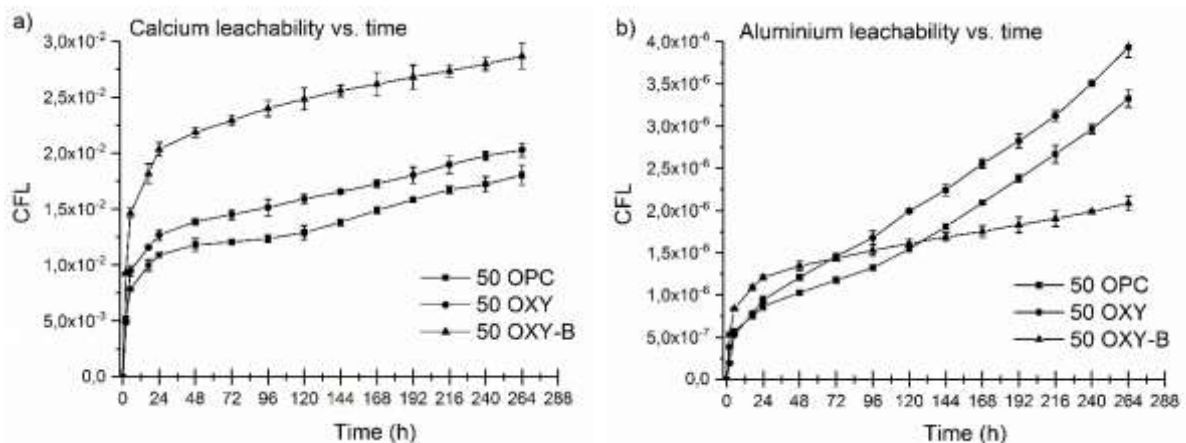 a)
Calcium leachability vs. time
3,0x10⁻²
2,5x10⁻²
2,0x10⁻²
1,5x10⁻²
1,0x10⁻²
5,0x10⁻³
0,0
CFL
50 OPC
50 OXY
50 OXY-B
0 24 48 72 96 120 144 168 192 216 240 264 288
Time (h)
b)
Aluminium leachability vs. time
4,0x10⁻⁶
3,5x10⁻⁶
3,0x10⁻⁶
2,5x10⁻⁶
2,0x10⁻⁶
1,5x10⁻⁶
1,0x10⁻⁶
5,0x10⁻⁷
0,0
CFL
50 OPC
50 OXY
50 OXY-B
0 24 48 72 96 120 144 168 192 216 240 264 288
Time (h)